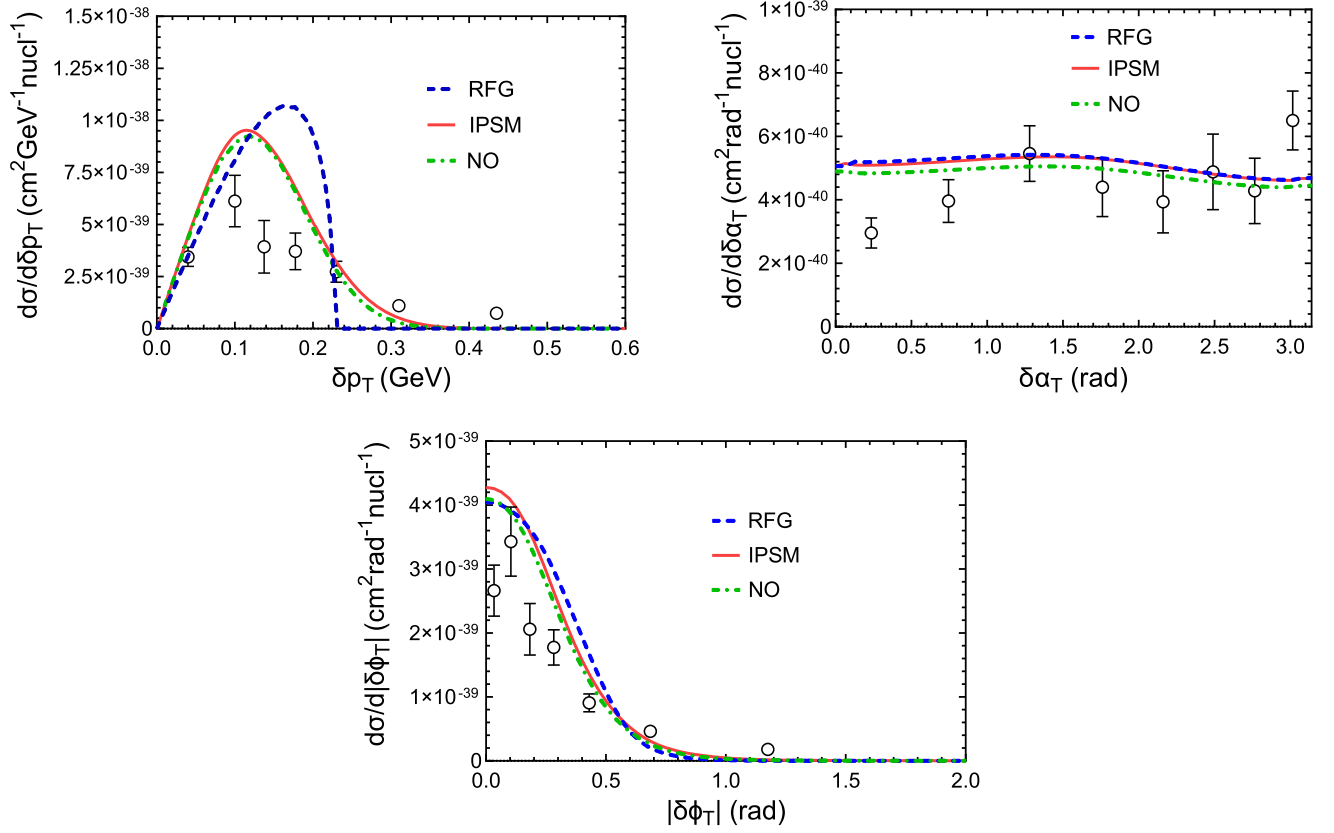 1.5×10⁻³⁸
1.25×10⁻³⁸
1×10⁻³⁸
7.5×10⁻³⁹
5×10⁻³⁹
2.5×10⁻³⁹
0
dσ/dδp_T (cm²GeV⁻¹nucl⁻¹)
RFG
IPSM
NO
0.0 0.1 0.2 0.3 0.4 0.5 0.6
δp_T (GeV)
1×10⁻³⁹
8×10⁻⁴⁰
6×10⁻⁴⁰
4×10⁻⁴⁰
2×10⁻⁴⁰
0
dσ/dδα_T (cm²rad⁻¹nucl⁻¹)
RFG
IPSM
NO
0.0 0.5 1.0 1.5 2.0 2.5 3.0
δα_T (rad)
5×10⁻³⁹
4×10⁻³⁹
3×10⁻³⁹
2×10⁻³⁹
1×10⁻³⁹
0
dσ/d|δϕ_T| (cm²rad⁻¹nucl⁻¹)
RFG
IPSM
NO
0.0 0.5 1.0 1.5 2.0
|δϕ_T| (rad)